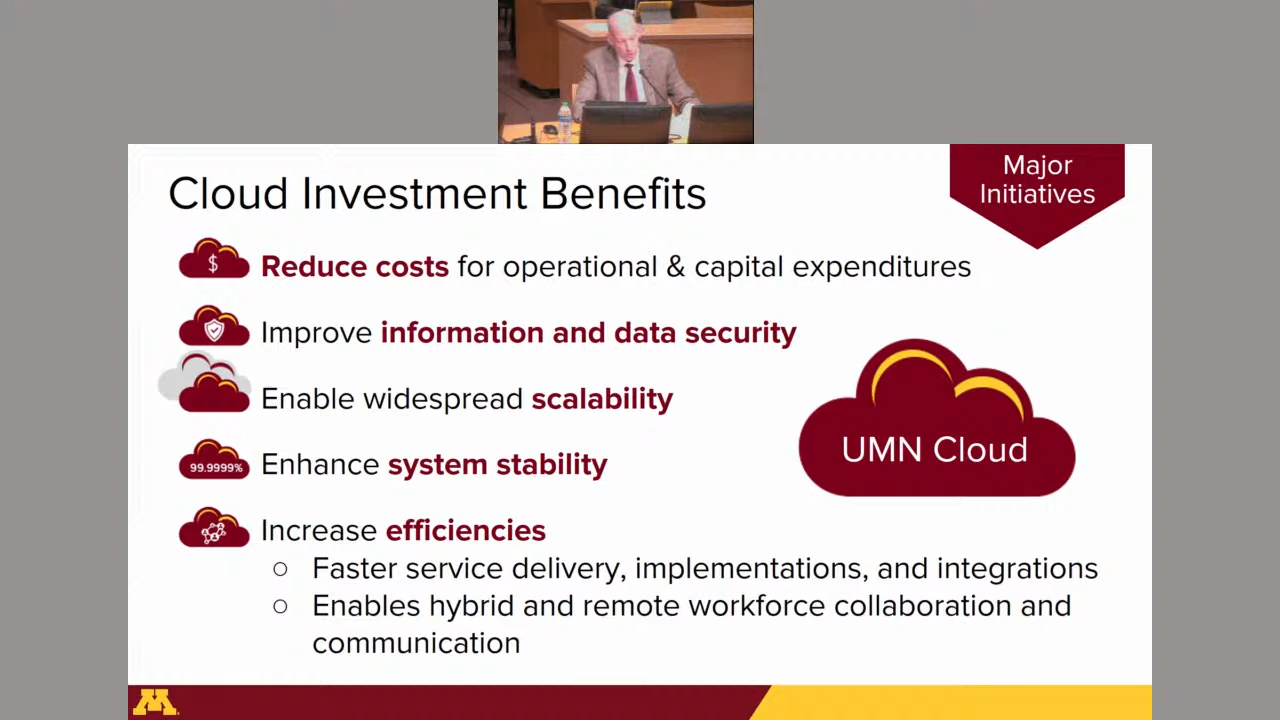 Major
Initiatives
Cloud Investment Benefits
$
Reduce costs for operational & capital expenditures
Improve information and data security
Enable widespread scalability
UMN Cloud
99.9999%
Enhance system stability
Increase efficiencies
○ Faster service delivery, implementations, and integrations
○ Enables hybrid and remote workforce collaboration and
communication
M